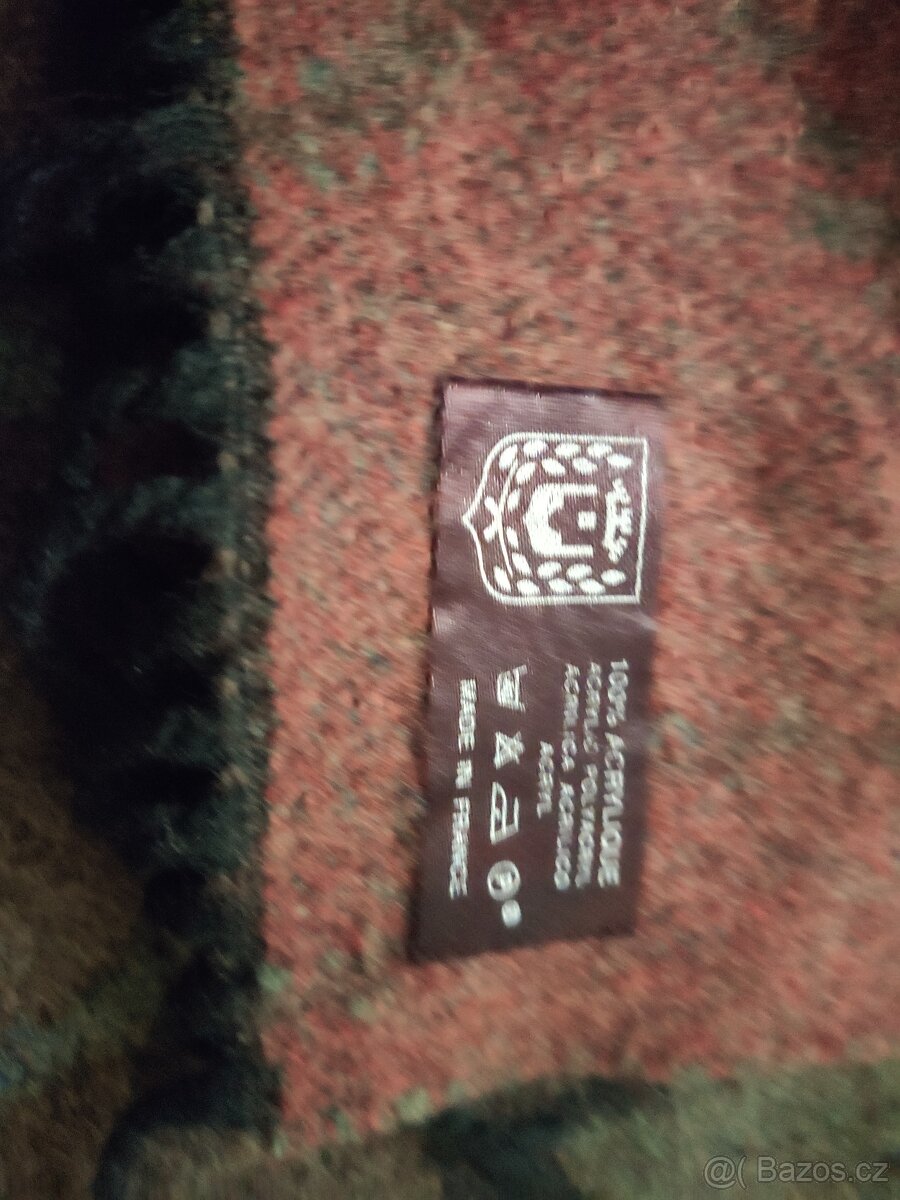 100% ACRYLIQUE
ACRYLIC POLYACRYL
ACRILICA ACRILICO
ACRYL
MADE IN FRANCE
@( Bazos.cz